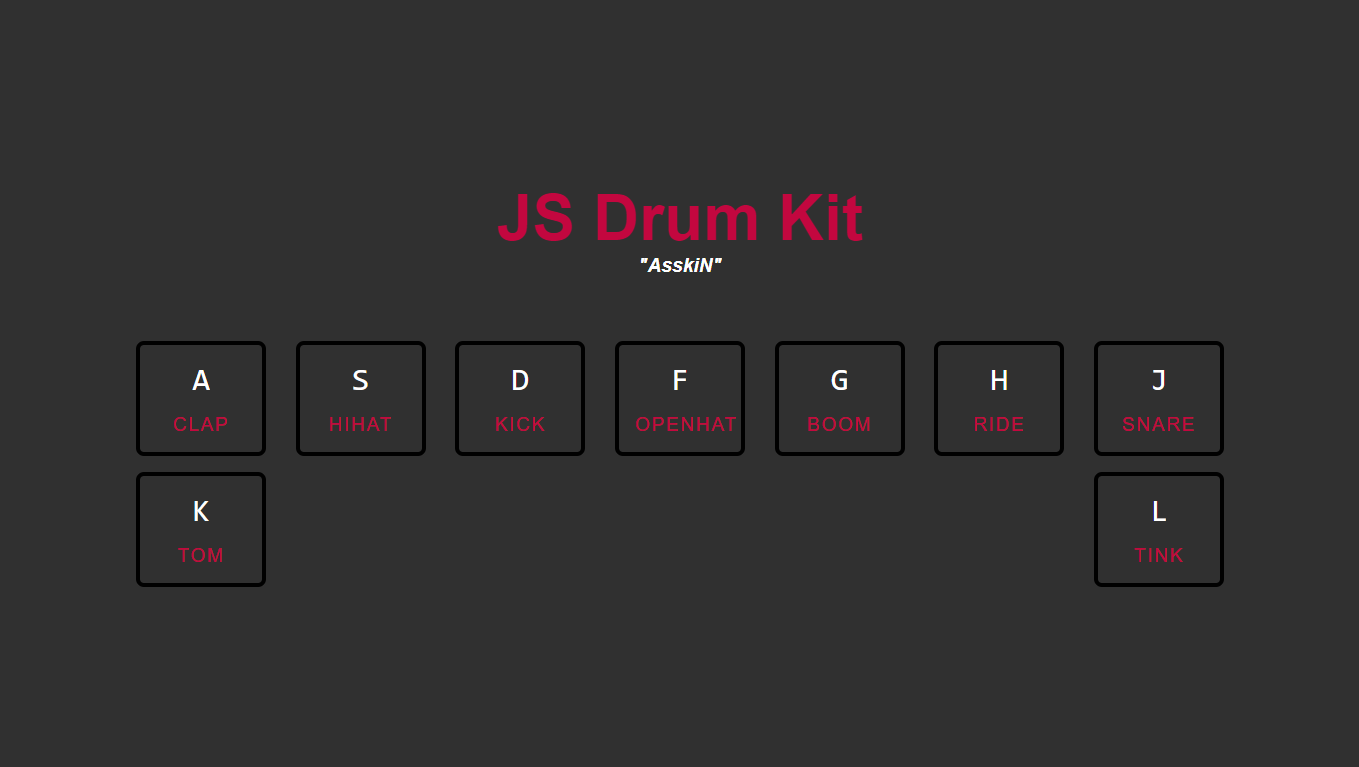 JS Drum Kit
"AsskiN"
A S D F G H J
CLAP HIHAT KICK OPENHAT BOOM RIDE SNARE
K L
TOM TINK